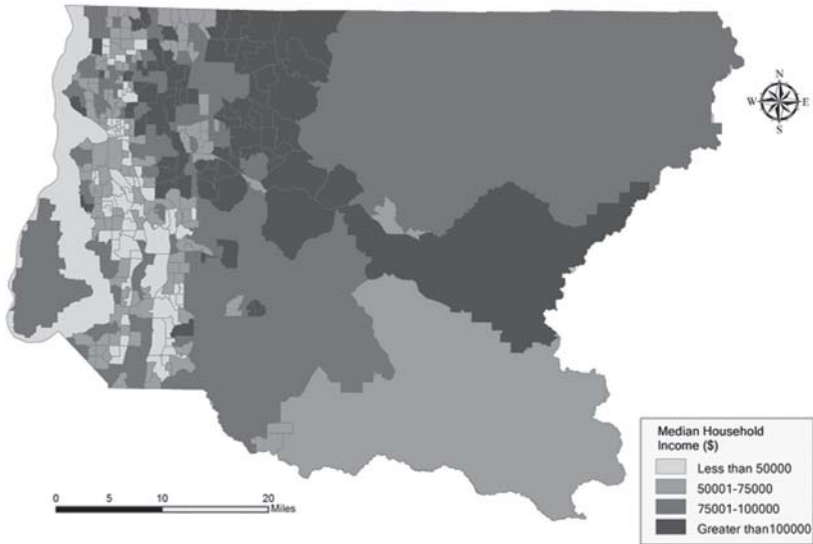 N
W E
S
Median Household
Income ($)
Less than 50000
50001-75000
75001-100000
Greater than100000
0 5 10 20
Miles